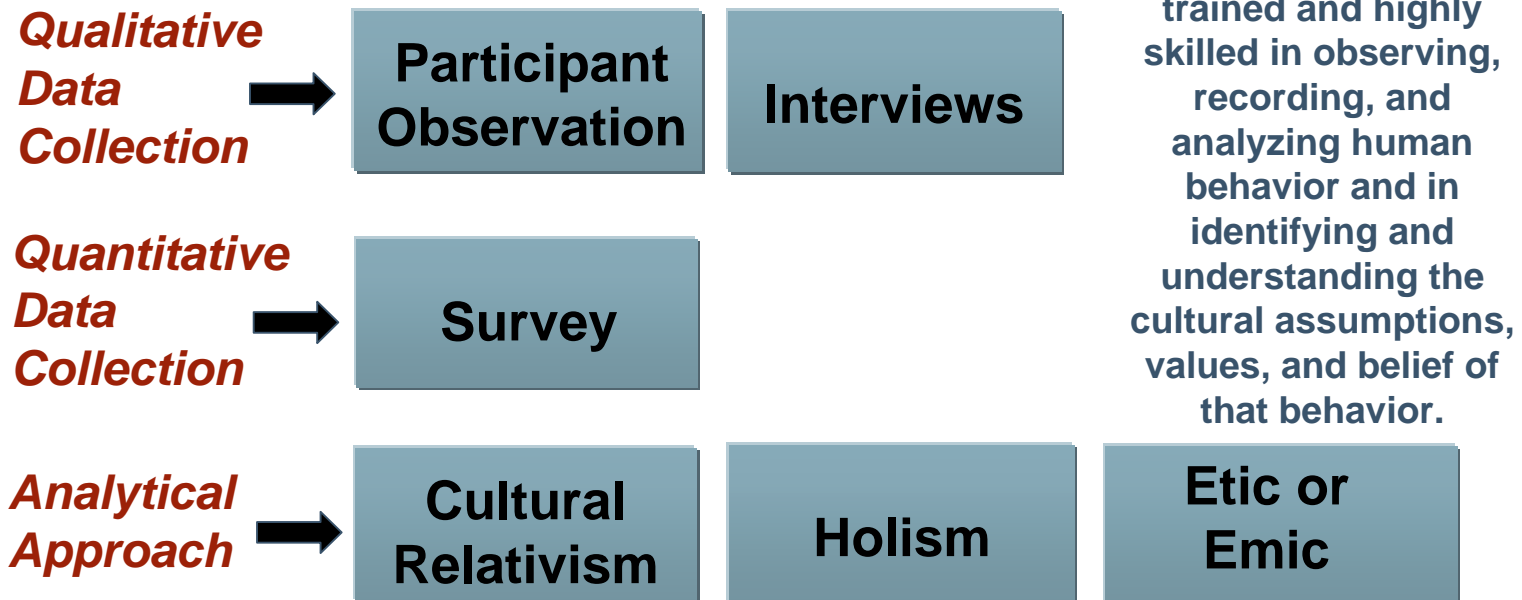 Qualitative
Data
Collection
Participant
Observation
Interviews
trained and highly
skilled in observing,
recording, and
analyzing human
behavior and in
identifying and
understanding the
cultural assumptions,
values, and belief of
that behavior.
Quantitative
Data
Collection
Survey
Analytical
Approach
Cultural
Relativism
Holism
Etic or
Emic